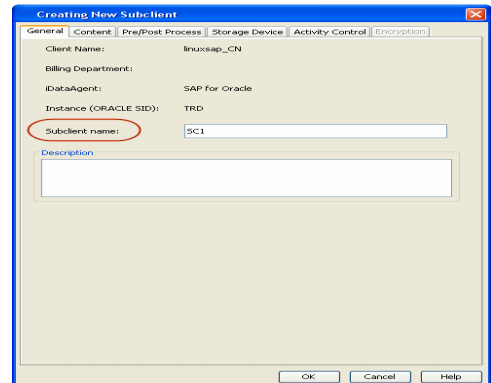 Creating New Subclient
General Content Pre/Post Process Storage Device Activity Control Encryption
Client Name: linuxsap_CN
Billing Department:
iDataAgent: SAP for Oracle
Instance (ORACLE SID): TRD
Subclient name: SC1
Description
OK Cancel Help